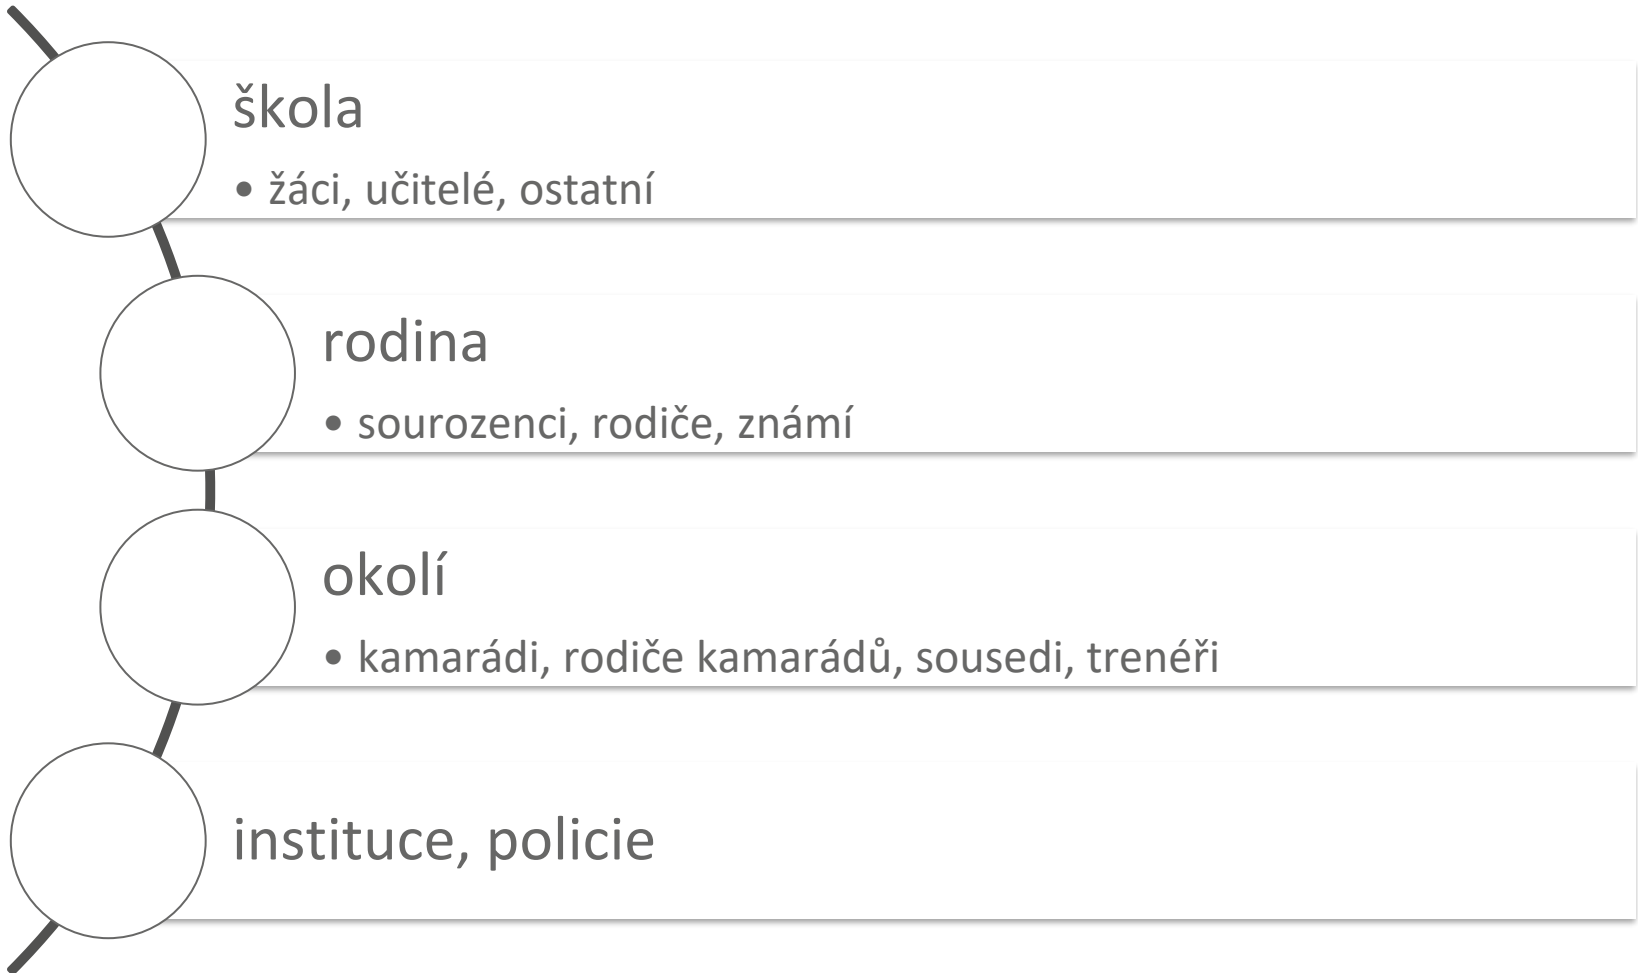 škola
• žáci, učitelé, ostatní
rodina
• sourozenci, rodiče, známí
okolí
• kamarádi, rodiče kamarádů, sousedi, trenéři
instituce, policie